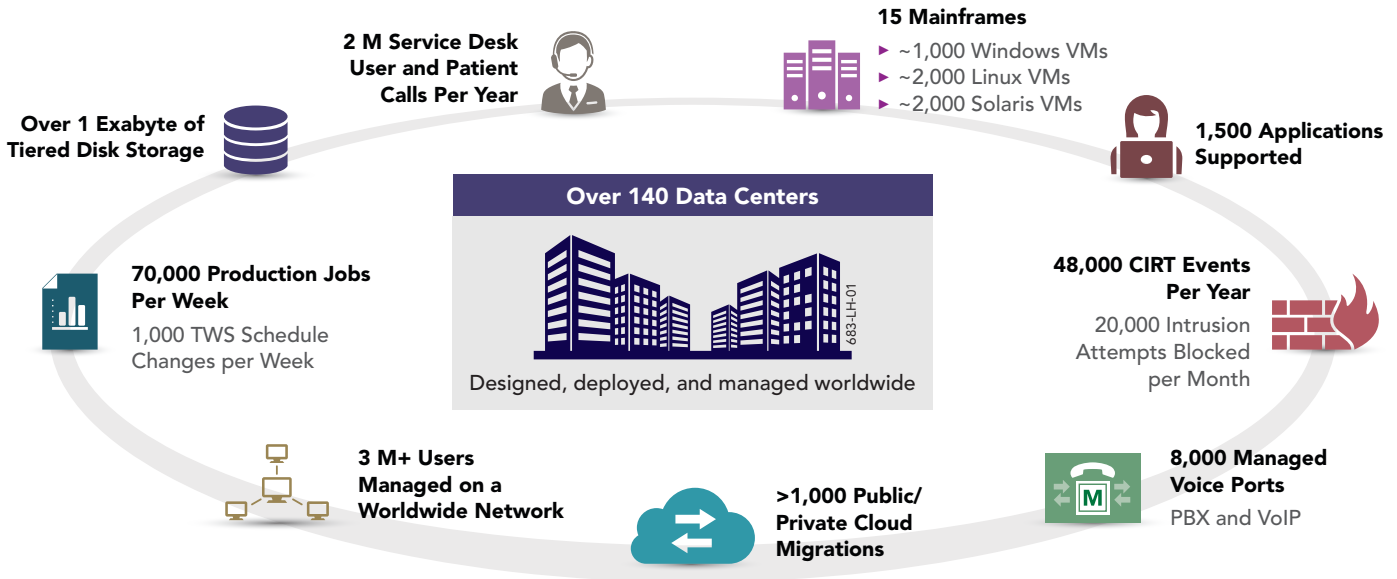 15 Mainframes
► ~1,000 Windows VMs
► ~2,000 Linux VMs
► ~2,000 Solaris VMs
2 M Service Desk
User and Patient
Calls Per Year
Over 1 Exabyte of
Tiered Disk Storage
1,500 Applications
Supported
Over 140 Data Centers
683-LH-01
Designed, deployed, and managed worldwide
70,000 Production Jobs
Per Week
1,000 TWS Schedule
Changes per Week
48,000 CIRT Events
Per Year
20,000 Intrusion
Attempts Blocked
per Month
3 M+ Users
Managed on a
Worldwide Network
>1,000 Public/
Private Cloud
Migrations
M
8,000 Managed
Voice Ports
PBX and VoIP